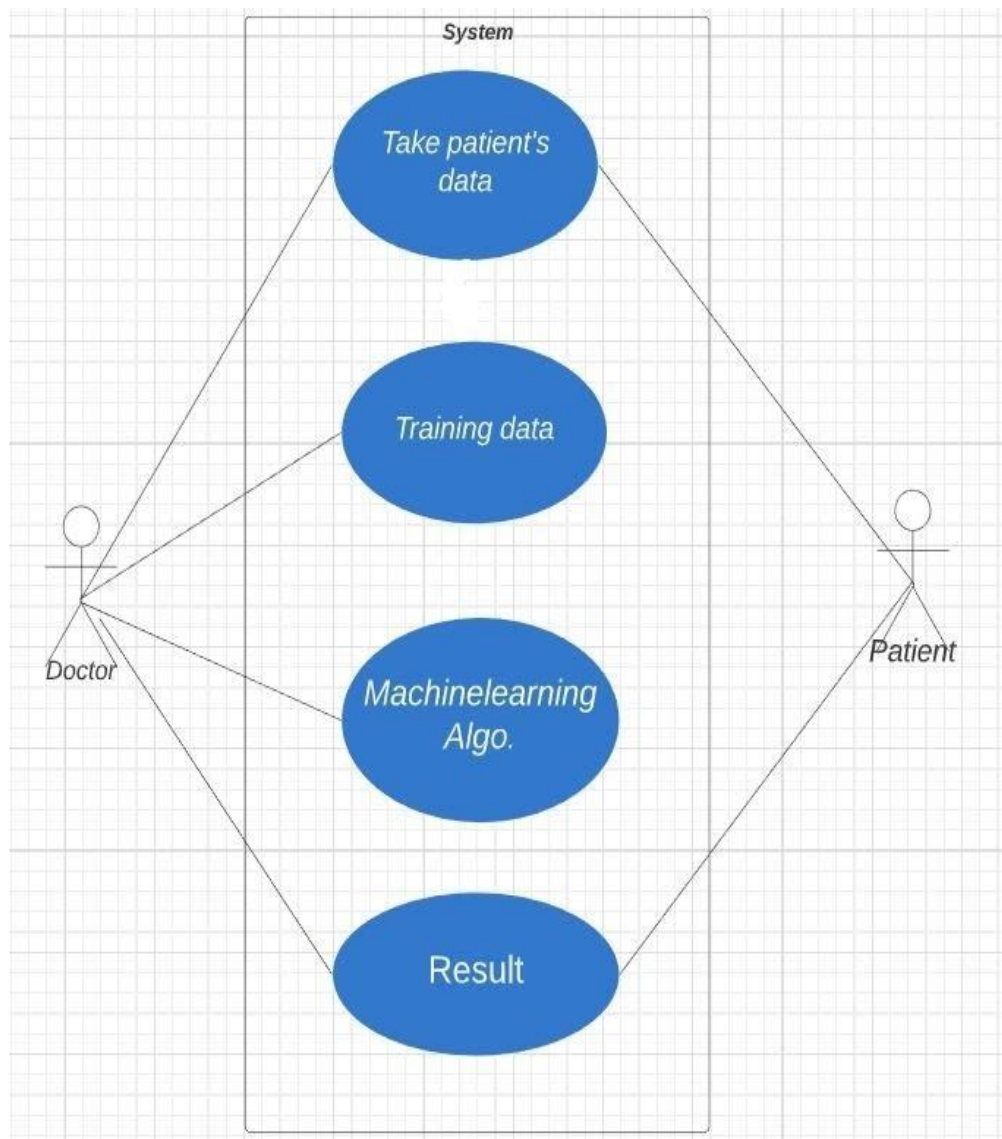 System
Take patient's
data
Training data
Doctor
Patient
Machinelearning
Algo.
Result